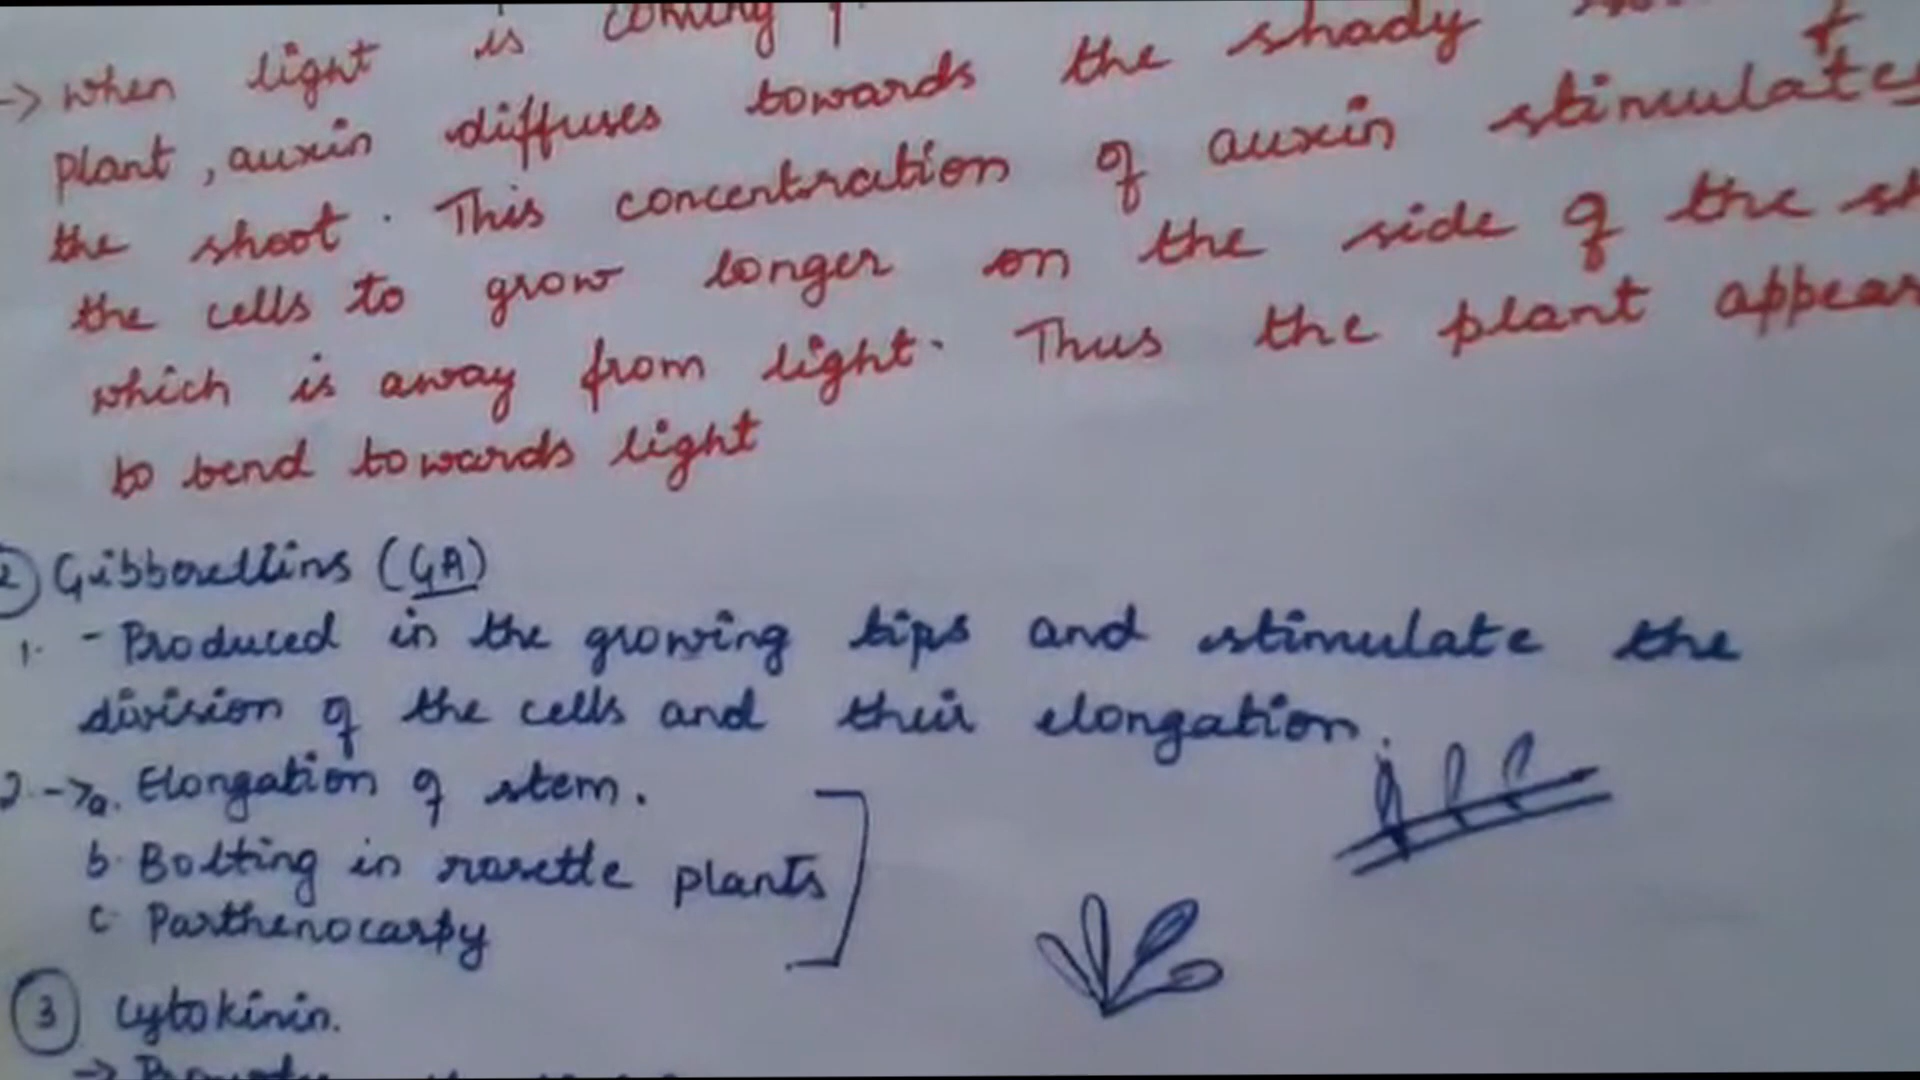 -> When light is coming
plant, auxin diffuses towards the shady
the shoot. This concentration of auxin stimulates
the cells to grow longer on the side of the
which is away from light. Thus the plant appear
to bend towards light
2 Gibberellins (GA)
1. - Produced in the growing tips and stimulate the
division of the cells and their elongation.
2 -> a. Elongation of stem.
b. Bolting in rosette plants
c. Parthenocarpy
3 Cytokinin.